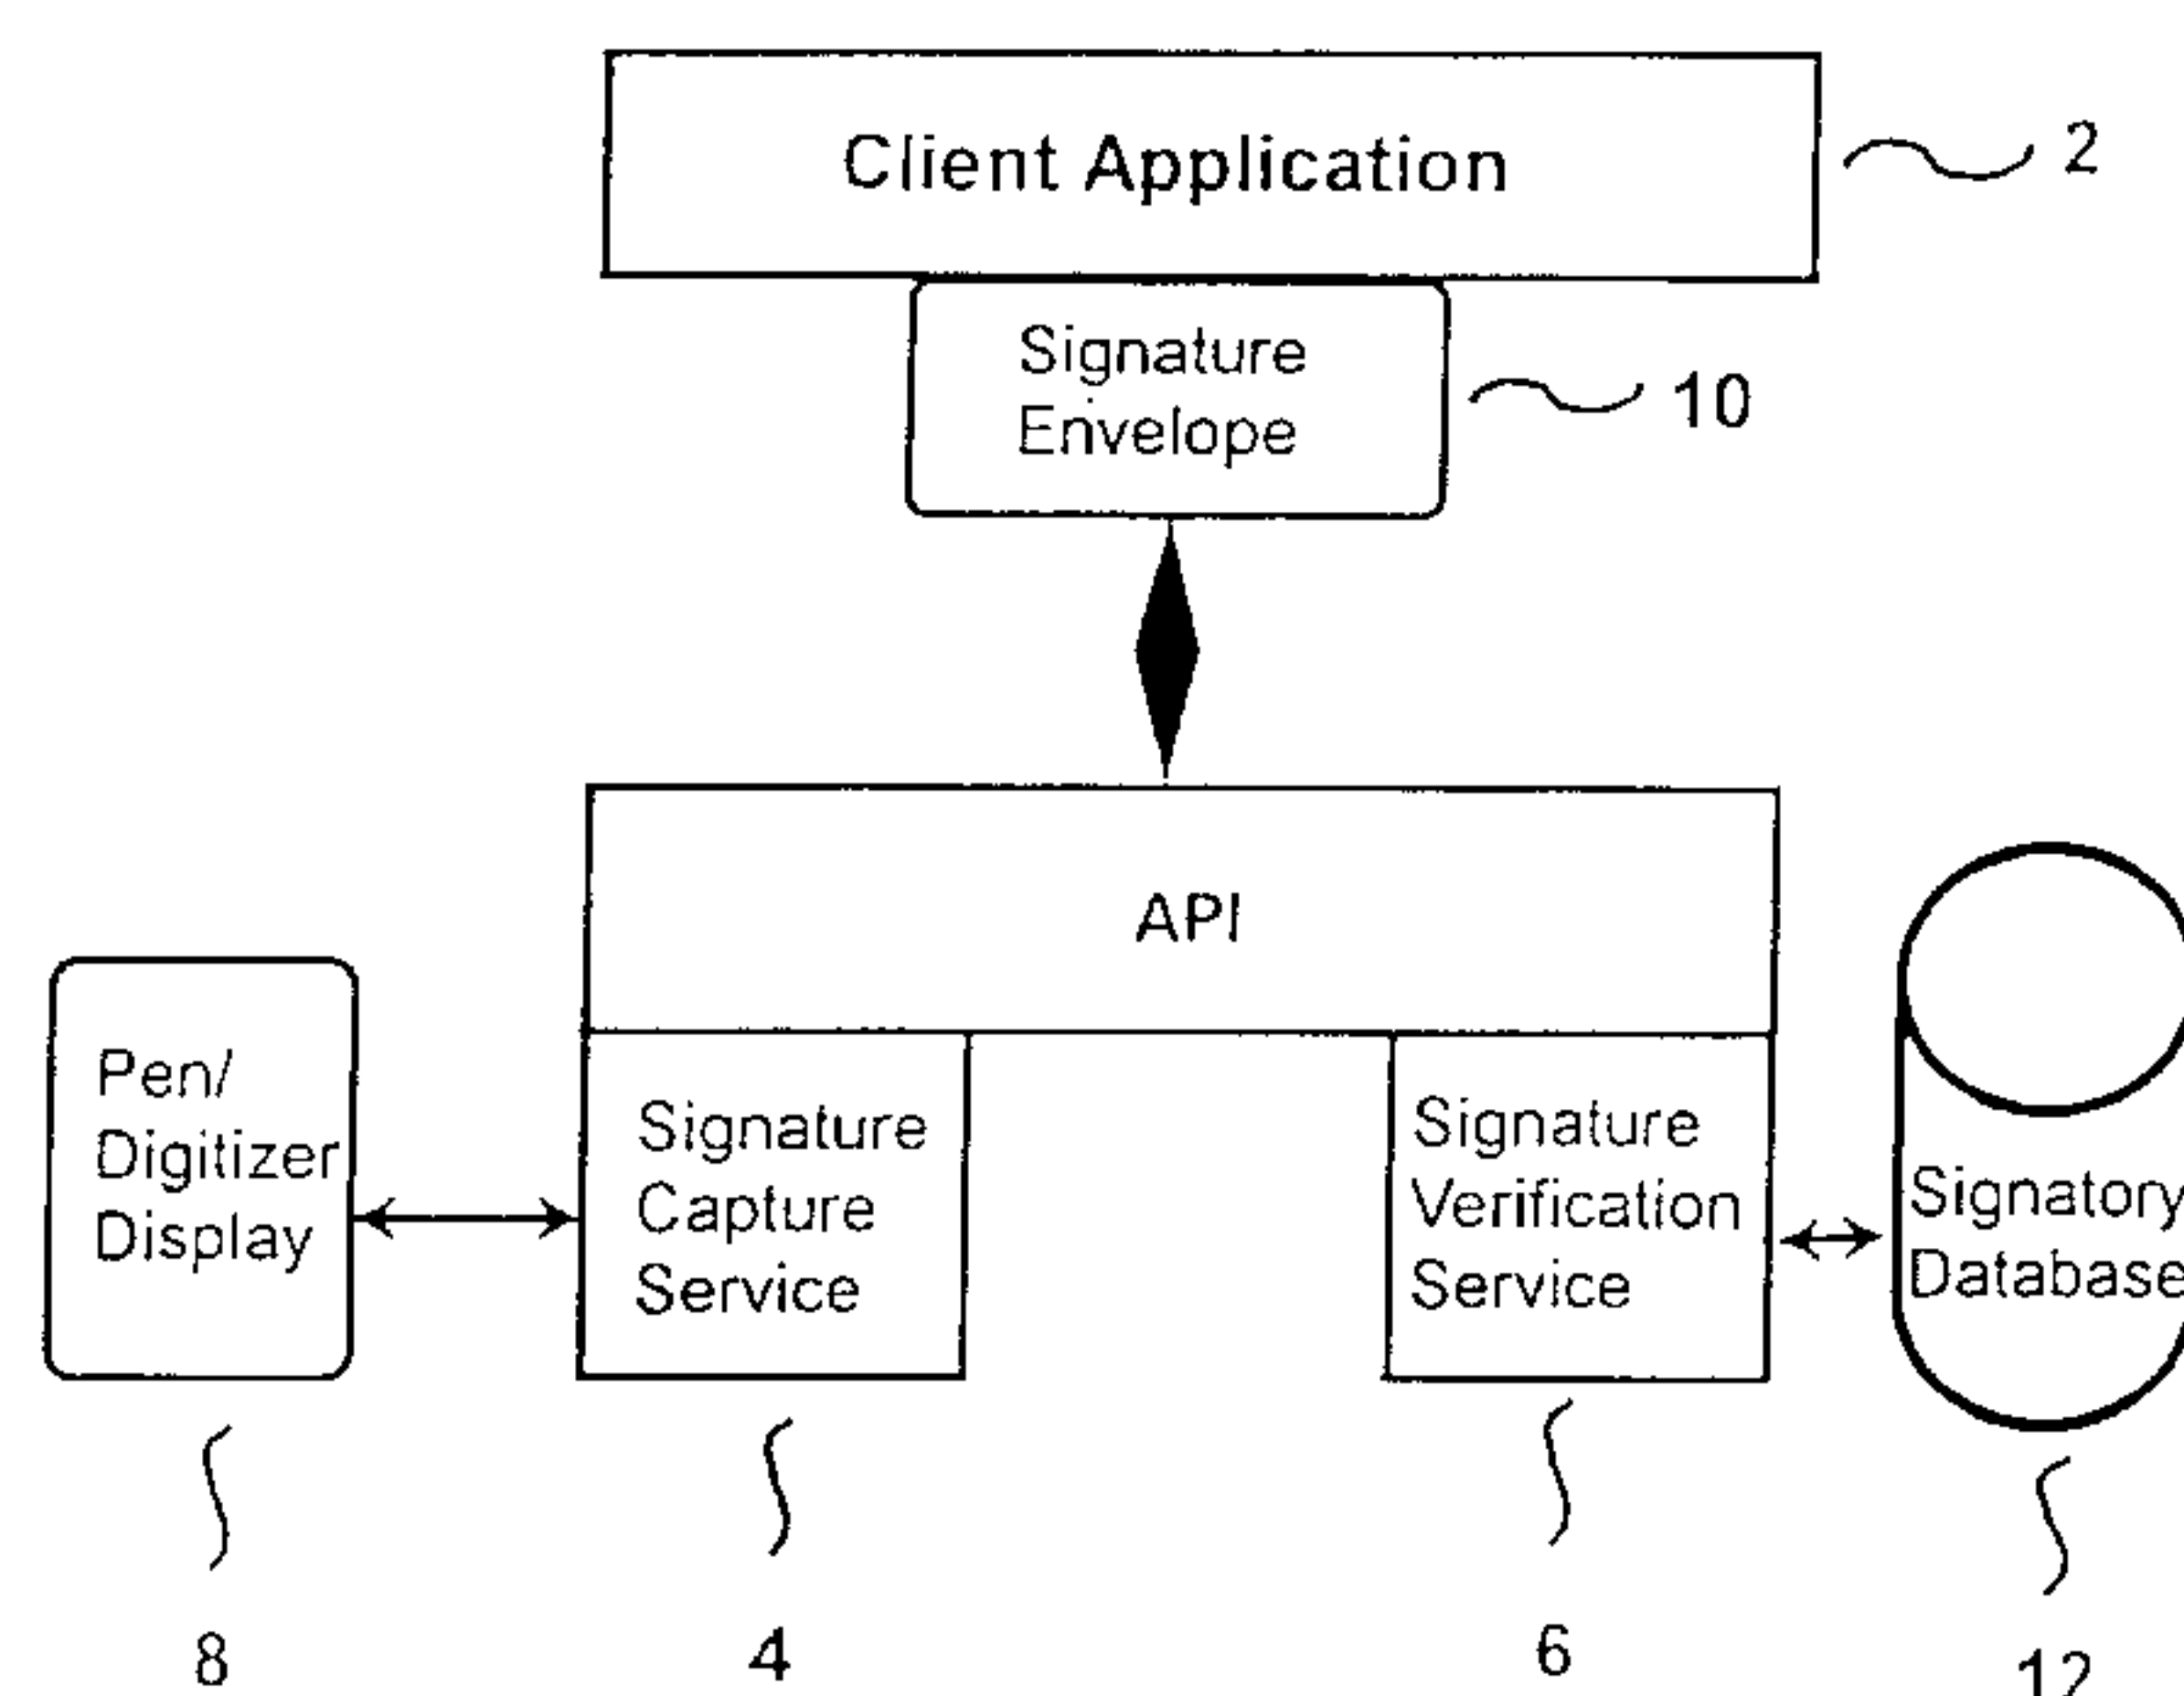 Client Application
2
Signature
Envelope
10
API
Pen/
Digitizer
Display
Signature
Capture
Service
Signature
Verification
Service
Signatory
Database
8
4
6
12